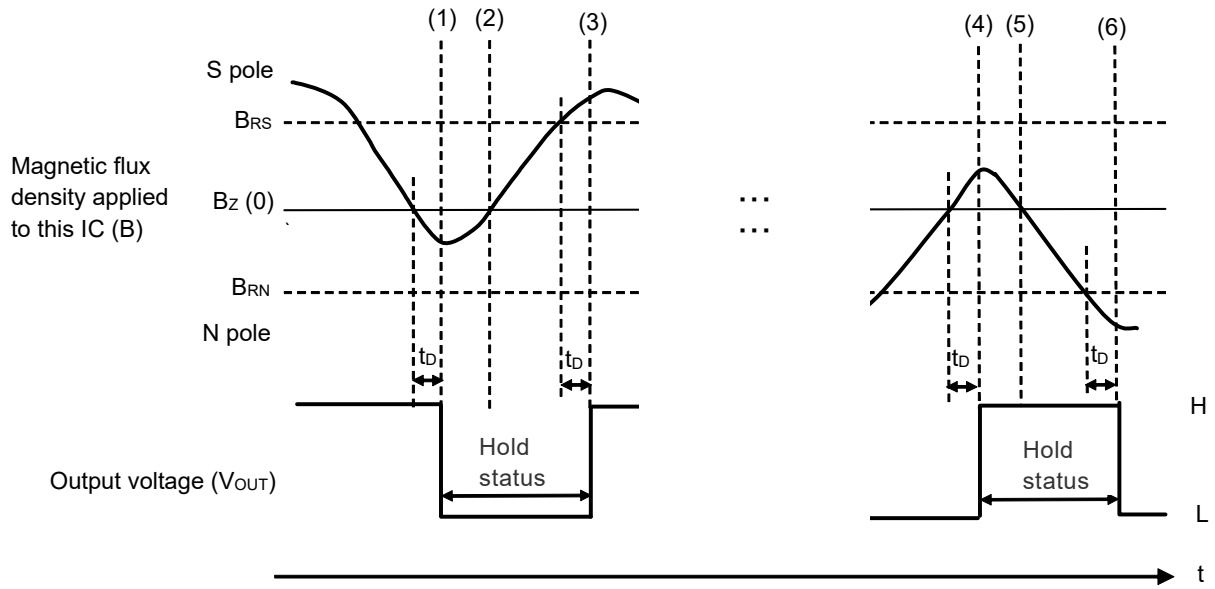 (1) (2) (3) (4) (5) (6)
S pole
BRS
Magnetic flux
density applied
to this IC (B)
BZ (0)
...
...
BRN
N pole
tD tD tD tD
H
Hold
status
Hold
status
Output voltage (VOUT)
L
t